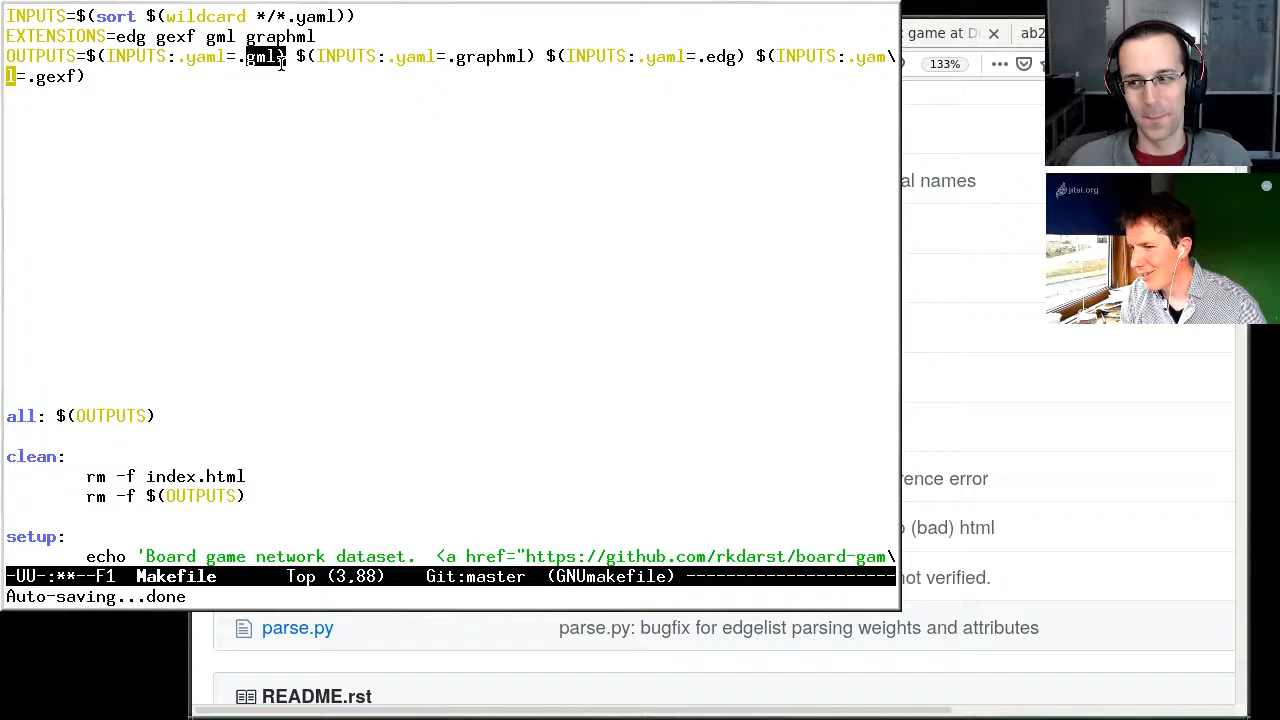 INPUTS=$(sort $(wildcard */*.yaml))
EXTENSIONS=edg gexf gml graphml
OUTPUTS=$(INPUTS:.yaml=.gml) $(INPUTS:.yaml=.graphml) $(INPUTS:.yaml=.edg) $(INPUTS:.yam\
l=.gexf)
all: $(OUTPUTS)
clean:
rm -f index.html
rm -f $(OUTPUTS)
setup:
echo 'Board game network dataset. <a href="https://github.com/rkdarst/board-gam\
-UU-:**--F1 Makefile Top (3,88) Git:master (GNUmakefile) ---------------------
Auto-saving...done
game at D
ab2
133%
al names
rence error
(bad) html
not verified.
parse.py parse.py: bugfix for edgelist parsing weights and attributes
README.rst
jitsi.org